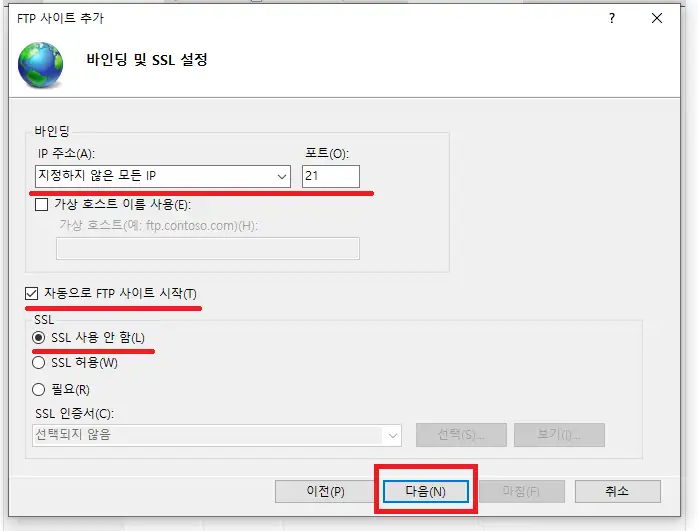 FTP 사이트 추가
?
바인딩 및 SSL 설정
바인딩
IP 주소(A):
포트(O):
지정하지 않은 모든 IP
21
가상 호스트 이름 사용(E):
가상 호스트(예: ftp.contoso.com)(H):
자동으로 FTP 사이트 시작(T)
SSL
SSL 사용 안 함(L)
SSL 허용(W)
필요(R)
SSL 인증서(C):
선택되지 않음
선택(S)...
보기(I)...
이전(P)
다음(N)
마침(F)
취소